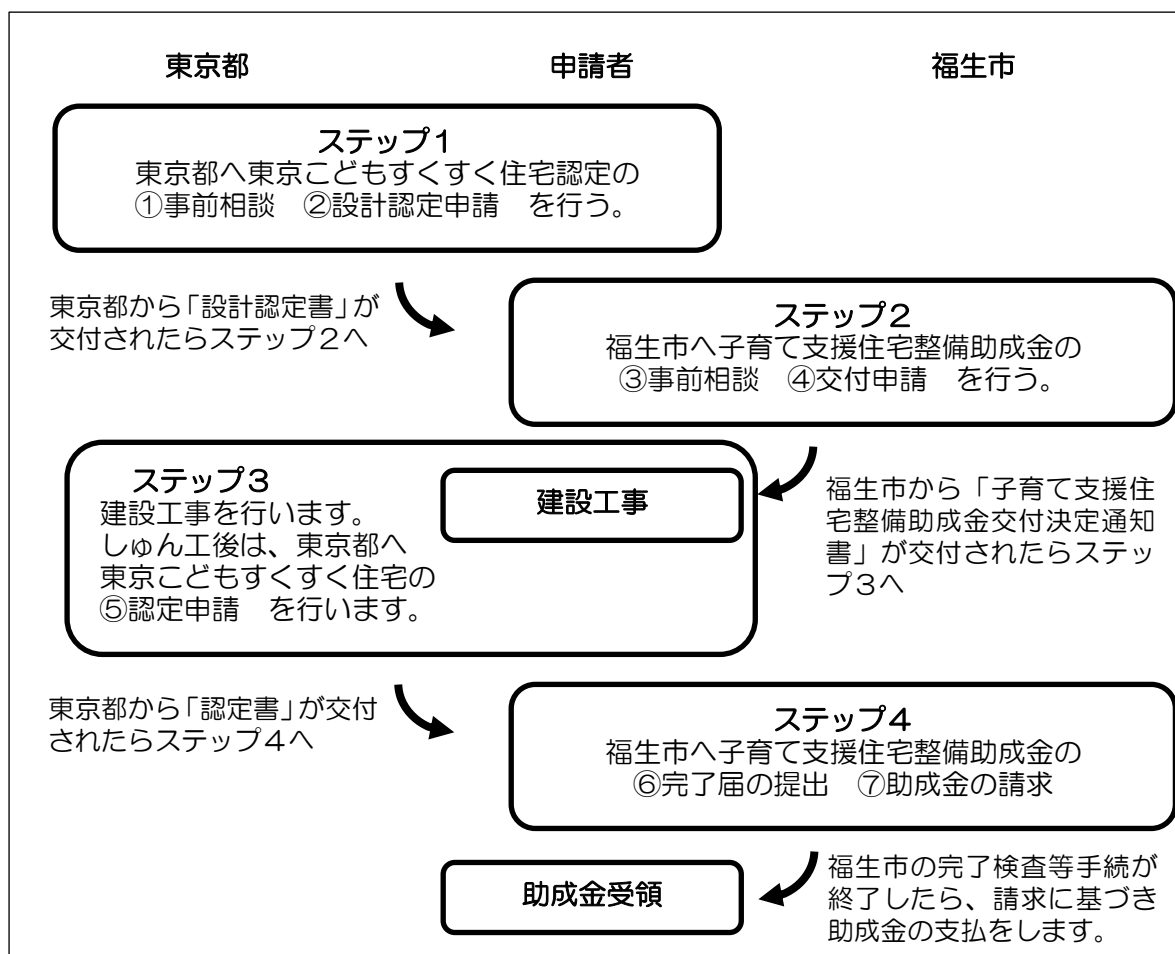 東京都　申請者　福生市
ステップ1
東京都へ東京こどもすくすく住宅認定の
①事前相談　②設計認定申請　を行う。
東京都から「設計認定書」が
交付されたらステップ2へ
ステップ2
福生市へ子育て支援住宅整備助成金の
③事前相談　④交付申請　を行う。
ステップ3
建設工事を行います。
しゅん工後は、東京都へ
東京こどもすくすく住宅の
⑤認定申請　を行います。
建設工事
福生市から「子育て支援住
宅整備助成金交付決定通知
書」が交付されたらステッ
プ3へ
東京都から「認定書」が交付
されたらステップ4へ
ステップ4
福生市へ子育て支援住宅整備助成金の
⑥完了届の提出　⑦助成金の請求
助成金受領
福生市の完了検査等手続が
終了したら、請求に基づき
助成金の支払をします。